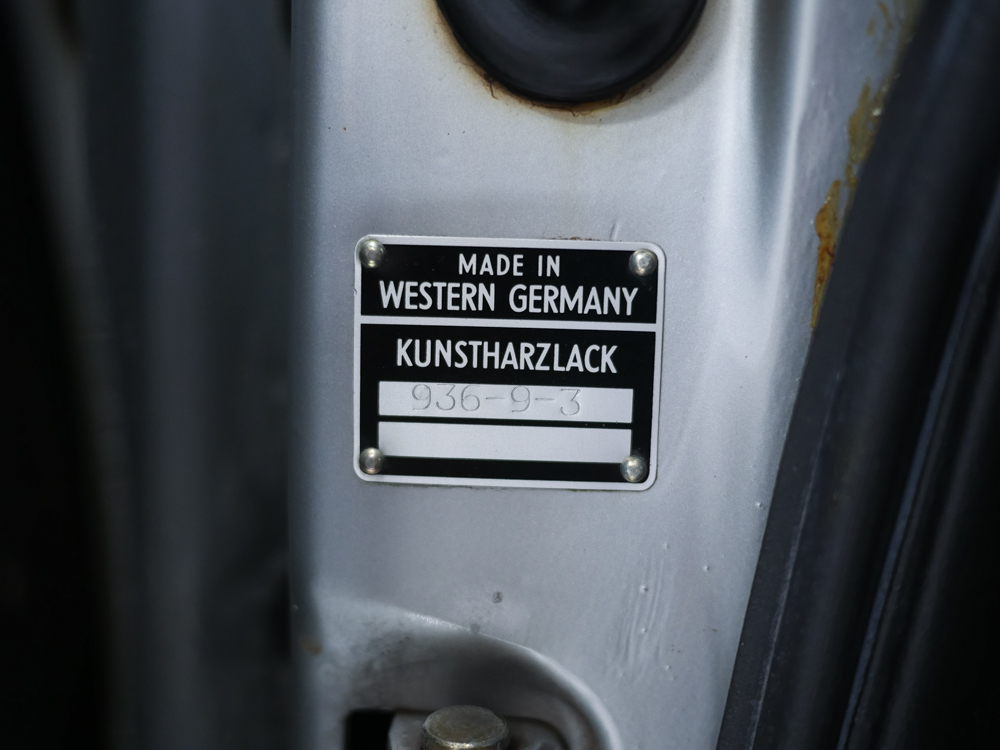 MADE IN
WESTERN GERMANY
KUNSTHARZLACK
936-9-3